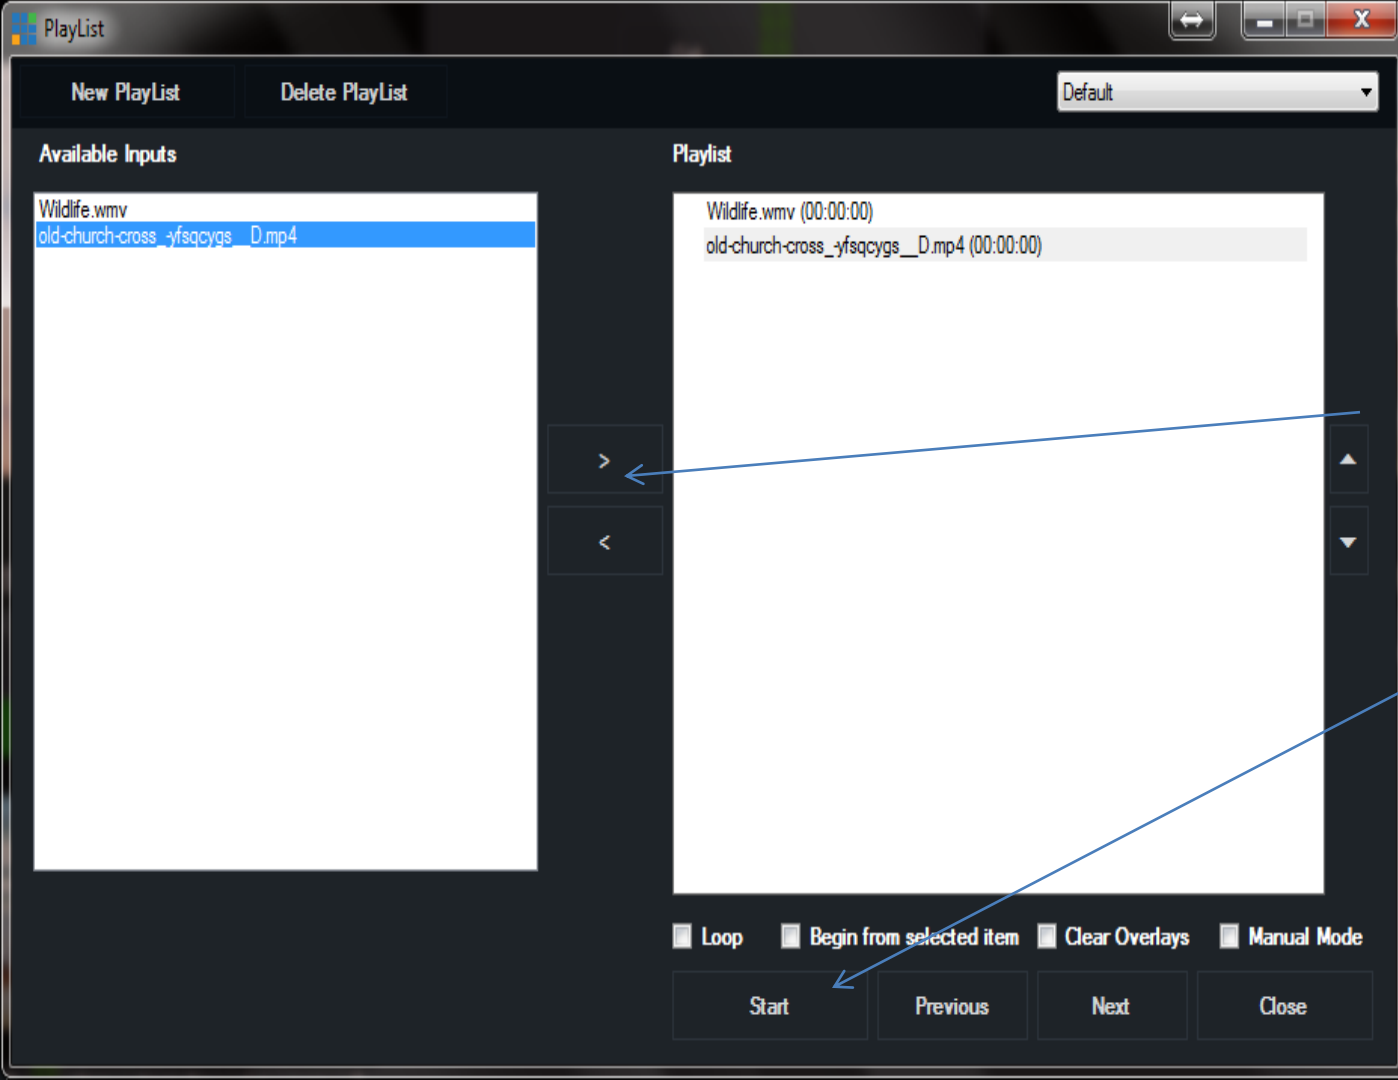 PlayList
New PlayList
Delete PlayList
Default
Available Inputs
Playlist
Wildlife.wmv
old-church-cross_-yfsqcygs__D.mp4
Wildlife.wmv (00:00:00)
old-church-cross_-yfsqcygs__D.mp4 (00:00:00)
>
<
Loop
Begin from selected item
Clear Overlays
Manual Mode
Start
Previous
Next
Close